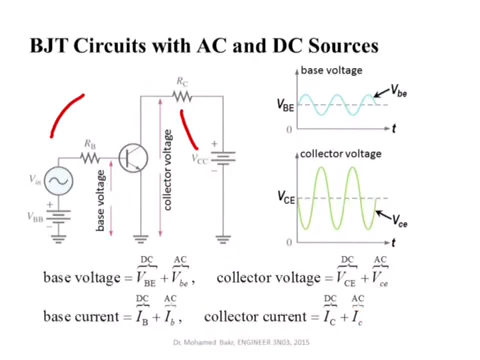 BJT Circuits with AC and DC Sources
R_C
base voltage
V_be
V_BE
R_B
collector voltage
0
t
V_CC
collector voltage
V_in
base voltage
V_CE
V_BB
V_ce
0
t
DC AC DC AC
base voltage = V_BE + V_be, collector voltage = V_CE + V_ce
DC AC DC AC
base current = I_B + I_b, collector current = I_C + I_c
Dr. Mohamed Bakr, ENGINEER 3N03, 2015